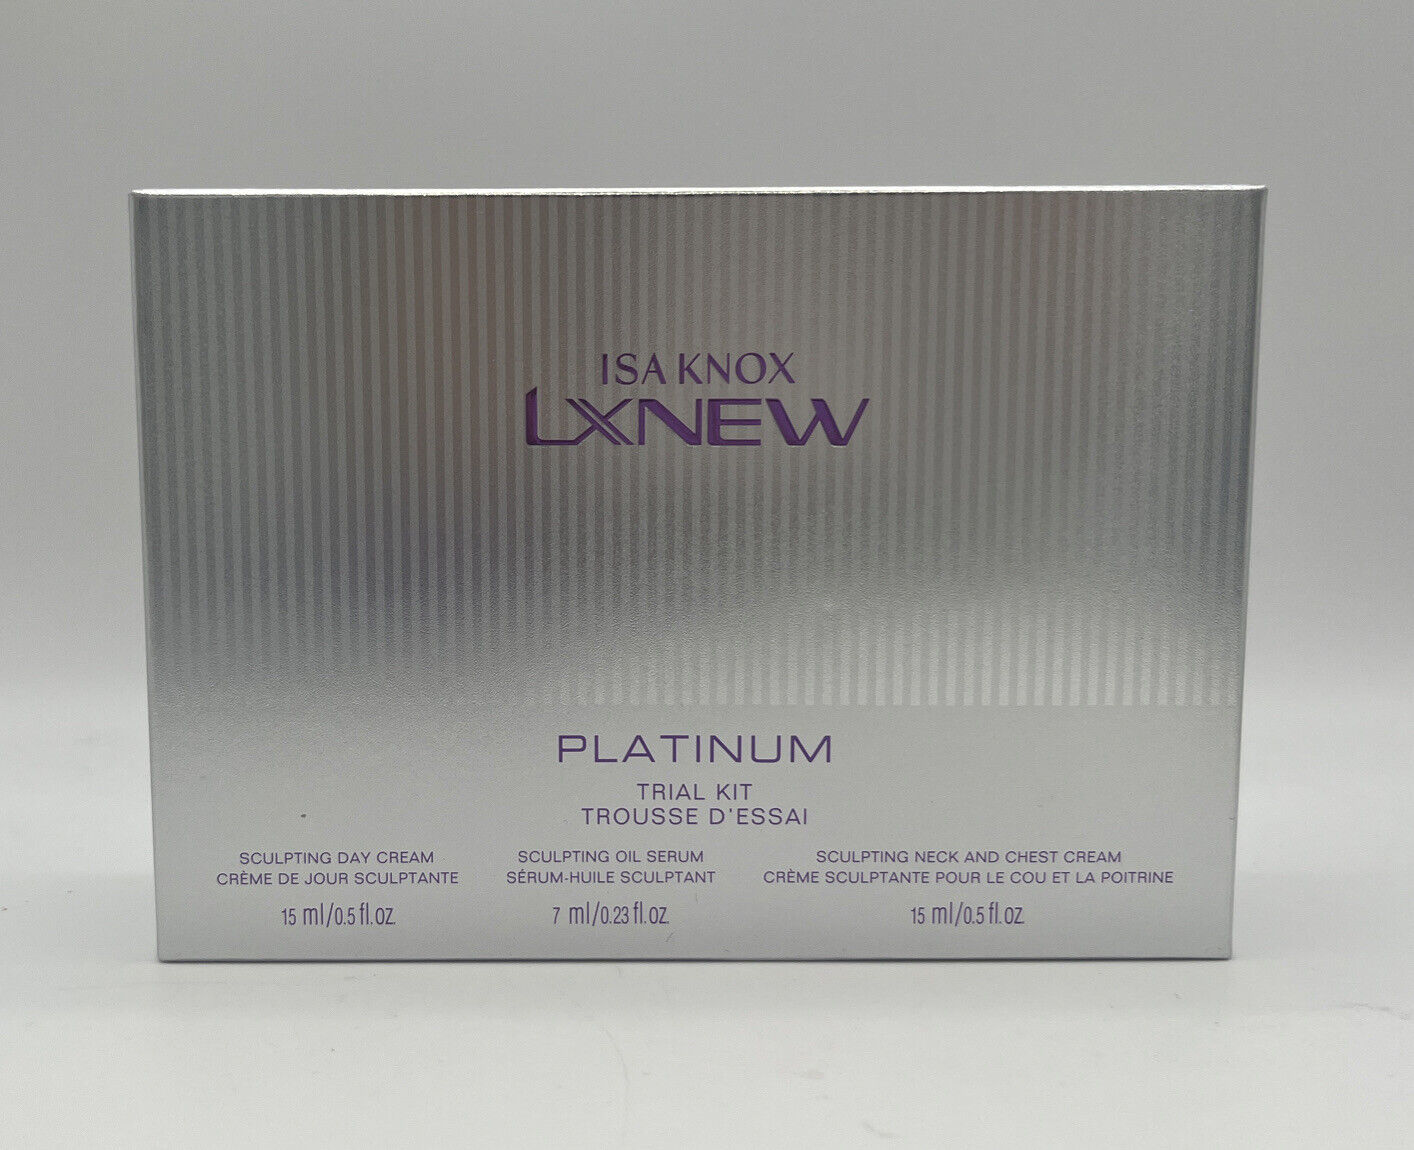 ISA KNOX
LXNEW
PLATINUM
TRIAL KIT
TROUSSE D'ESSAI
SCULPTING DAY CREAM
CRÈME DE JOUR SCULPTANTE
15 ml/0.5 fl.oz.
SCULPTING OIL SERUM
SÉRUM-HUILE SCULPTANT
7 ml/0.23 fl.oz.
SCULPTING NECK AND CHEST CREAM
CRÈME SCULPTANTE POUR LE COU ET LA POITRINE
15 ml/0.5 fl.oz.